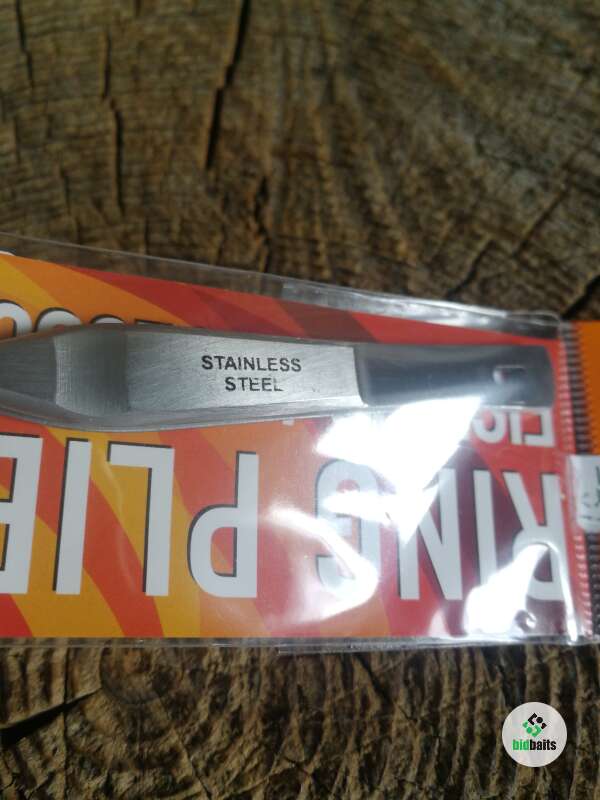 STAINLESS
STEEL
RING PLIE
bidbaits